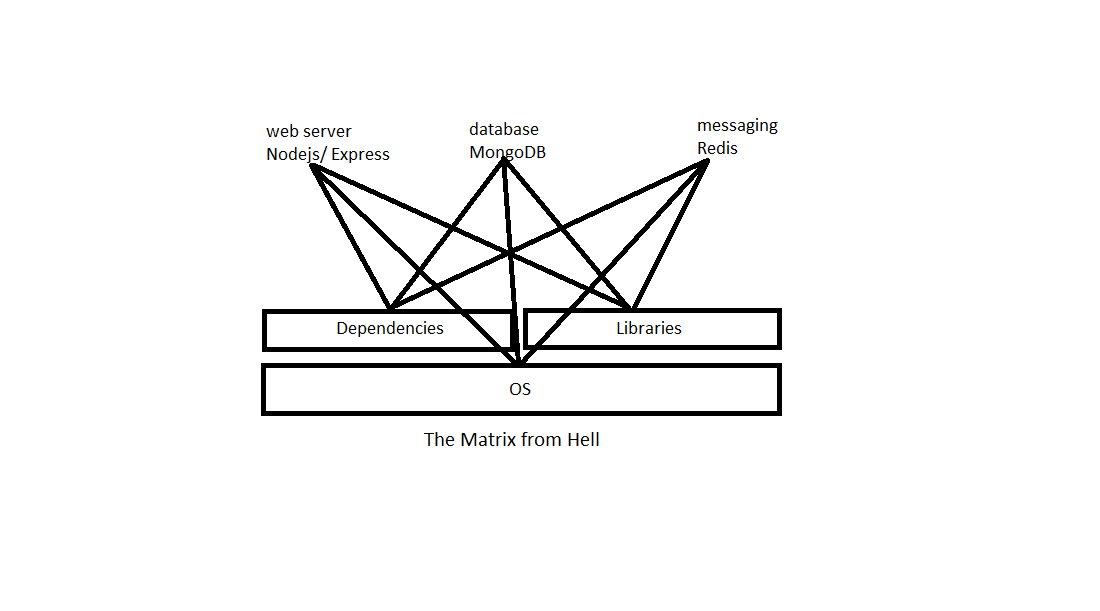 web server
Nodejs/ Express
database
MongoDB
messaging
Redis
Dependencies
Libraries
OS
The Matrix from Hell